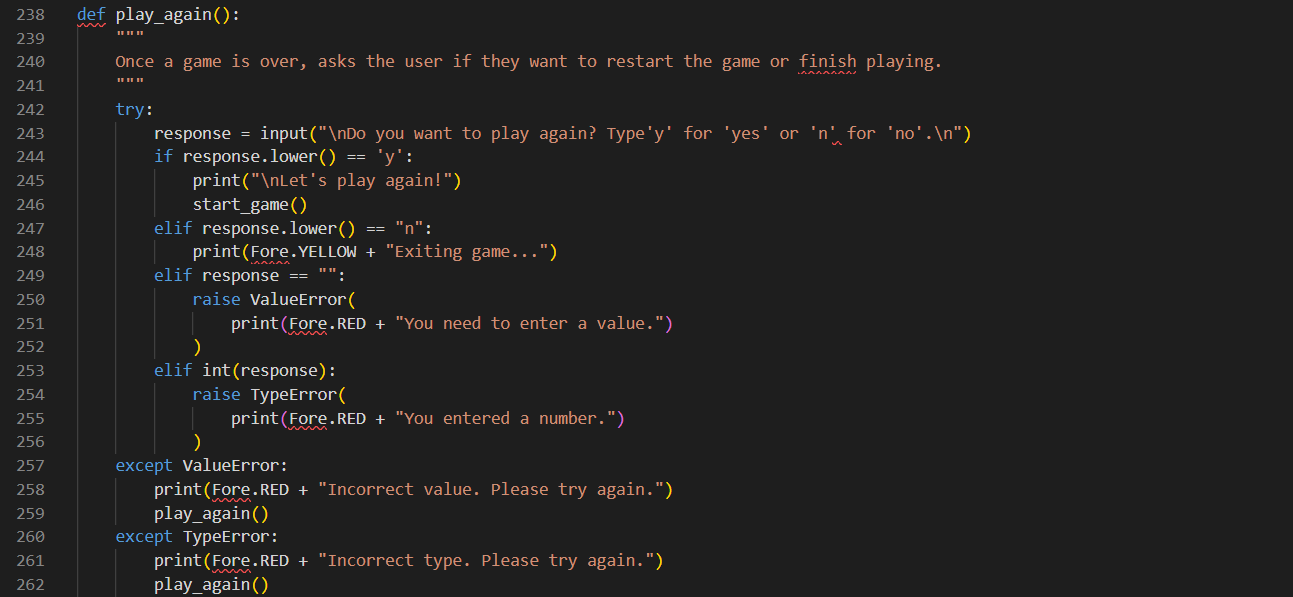 238 def play_again():
239     """
240     Once a game is over, asks the user if they want to restart the game or finish playing.
241     """
242     try:
243         response = input("\nDo you want to play again? Type'y' for 'yes' or 'n' for 'no'.\n")
244         if response.lower() == 'y':
245             print("\nLet's play again!")
246             start_game()
247         elif response.lower() == "n":
248             print(Fore.YELLOW + "Exiting game...")
249         elif response == "":
250             raise ValueError(
251                 print(Fore.RED + "You need to enter a value.")
252             )
253         elif int(response):
254             raise TypeError(
255                 print(Fore.RED + "You entered a number.")
256             )
257     except ValueError:
258         print(Fore.RED + "Incorrect value. Please try again.")
259         play_again()
260     except TypeError:
261         print(Fore.RED + "Incorrect type. Please try again.")
262         play_again()